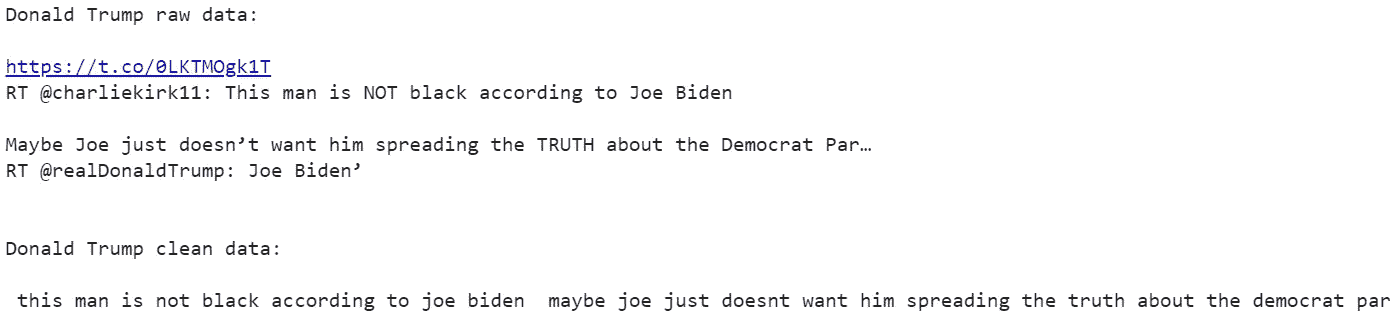 Donald Trump raw data:
https://t.co/0LKTMOgk1T
RT @charliekirk11: This man is NOT black according to Joe Biden
Maybe Joe just doesn’t want him spreading the TRUTH about the Democrat Par…
RT @realDonaldTrump: Joe Biden’
Donald Trump clean data:
this man is not black according to joe biden  maybe joe just doesnt want him spreading the truth about the democrat par